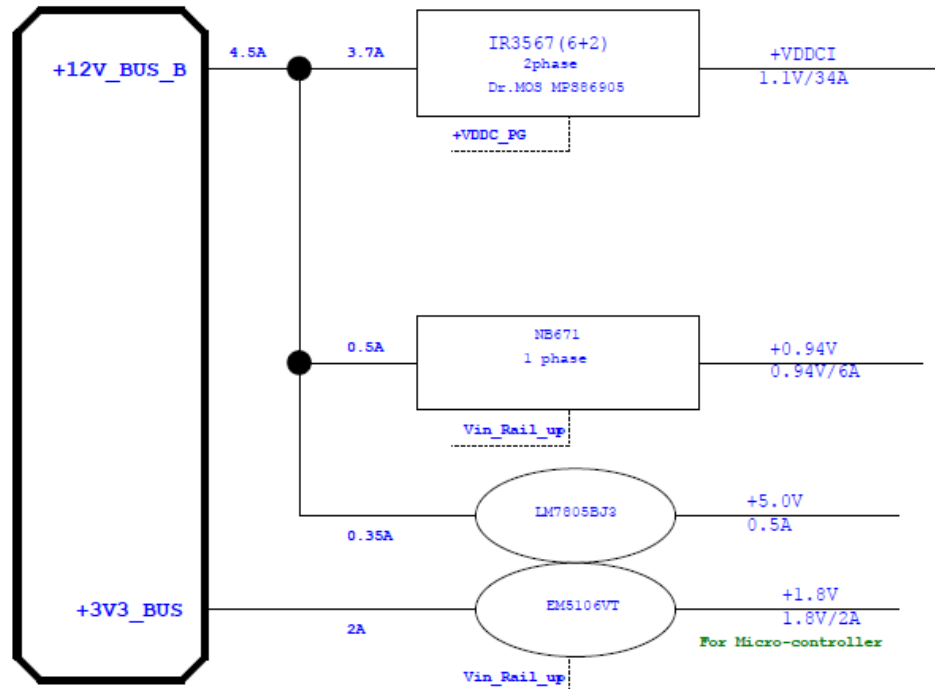 +12V_BUS_B
4.5A
3.7A
IR3567(6+2)
2phase
Dr.MOS MPS86905
+VDDCI
1.1V/34A
+VDDC_PG
0.5A
NB671
1 phase
+0.94V
0.94V/6A
Vin_Rail_up
0.35A
LM7805BJ3
+5.0V
0.5A
+3V3_BUS
2A
EM5106VT
+1.8V
1.8V/2A
For Micro-controller
Vin_Rail_up